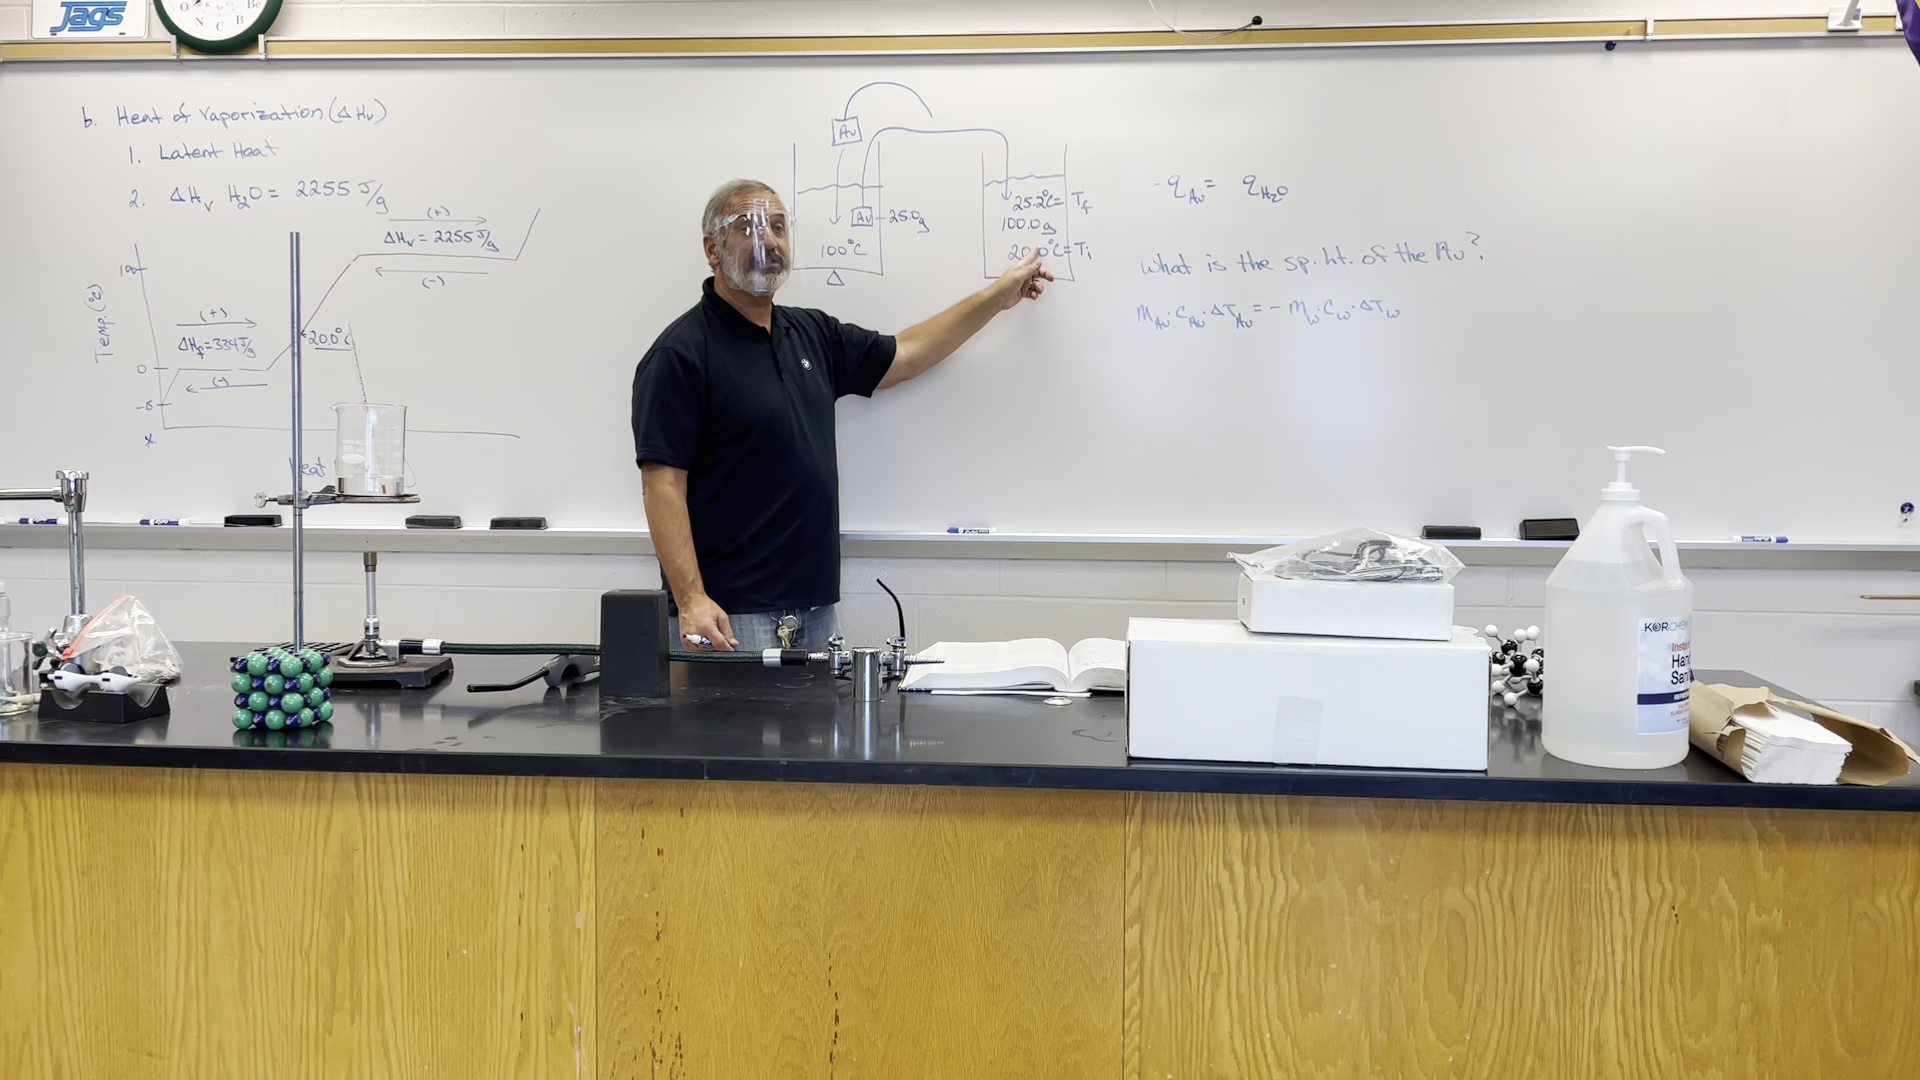 Jags
b. Heat of Vaporization (ΔHv)
1. Latent Heat
2. ΔHv H2O = 2255 J/g
(+)
ΔHv = 2255 J/g
(-)
100
Temp. (°C)
(+)
ΔHf = 334 J/g
(-)
0
-5
20.0°C
Au
Au
25.0g
100°C
Δ
25.2°C = Tf
100.0g
20.0°C = Ti
-qAu = qH2O
What is the sp. ht. of the Au?
mAu·CAu·ΔTAu = -mw·Cw·ΔTw
KORCHEM